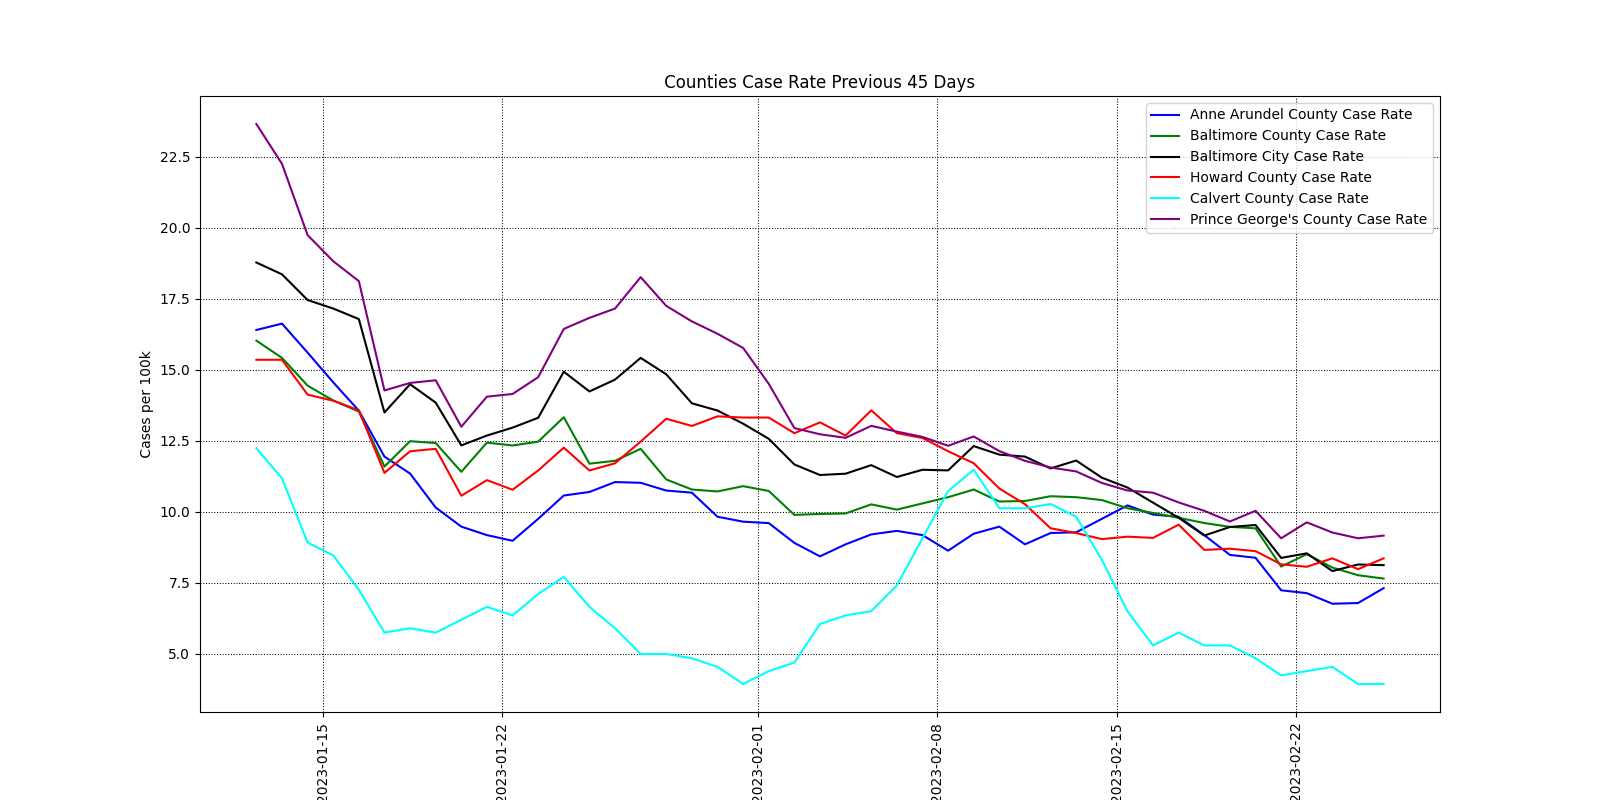 Counties Case Rate Previous 45 Days
Anne Arundel County Case Rate
Baltimore County Case Rate
Baltimore City Case Rate
Howard County Case Rate
Calvert County Case Rate
Prince George's County Case Rate
Cases per 100k
22.5
20.0
17.5
15.0
12.5
10.0
7.5
5.0
2023-01-15
2023-01-22
2023-02-01
2023-02-08
2023-02-15
2023-02-22